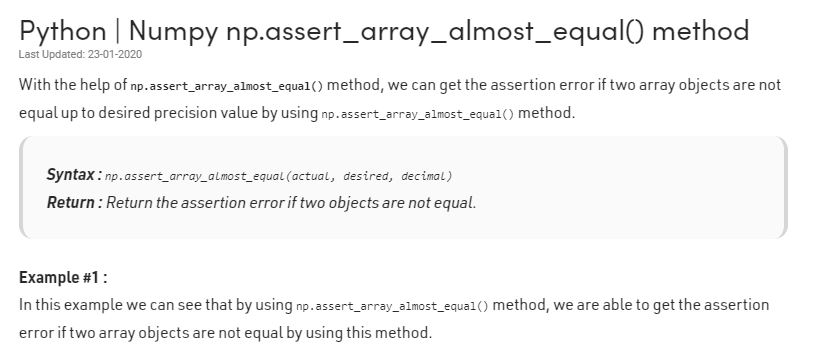 Python | Numpy np.assert_array_almost_equal() method
Last Updated: 23-01-2020
With the help of np.assert_array_almost_equal() method, we can get the assertion error if two array objects are not
equal up to desired precision value by using np.assert_array_almost_equal() method.
Syntax : np.assert_array_almost_equal(actual, desired, decimal)
Return : Return the assertion error if two objects are not equal.
Example #1 :
In this example we can see that by using np.assert_array_almost_equal() method, we are able to get the assertion
error if two array objects are not equal by using this method.